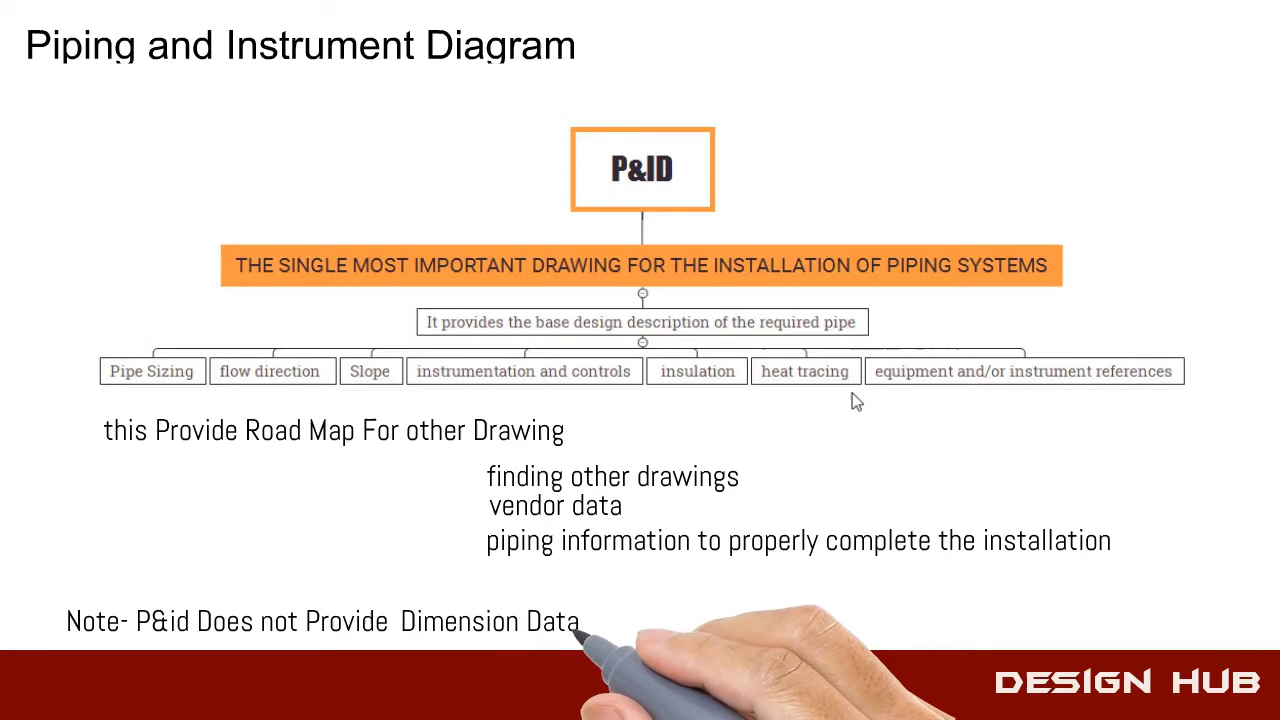 Piping and Instrument Diagram
P&ID
THE SINGLE MOST IMPORTANT DRAWING FOR THE INSTALLATION OF PIPING SYSTEMS
It provides the base design description of the required pipe
Pipe Sizing flow direction Slope instrumentation and controls insulation heat tracing equipment and/or instrument references
this Provide Road Map For other Drawing
finding other drawings
vendor data
piping information to properly complete the installation
Note- P&id Does not Provide Dimension Data
DESIGN HUB